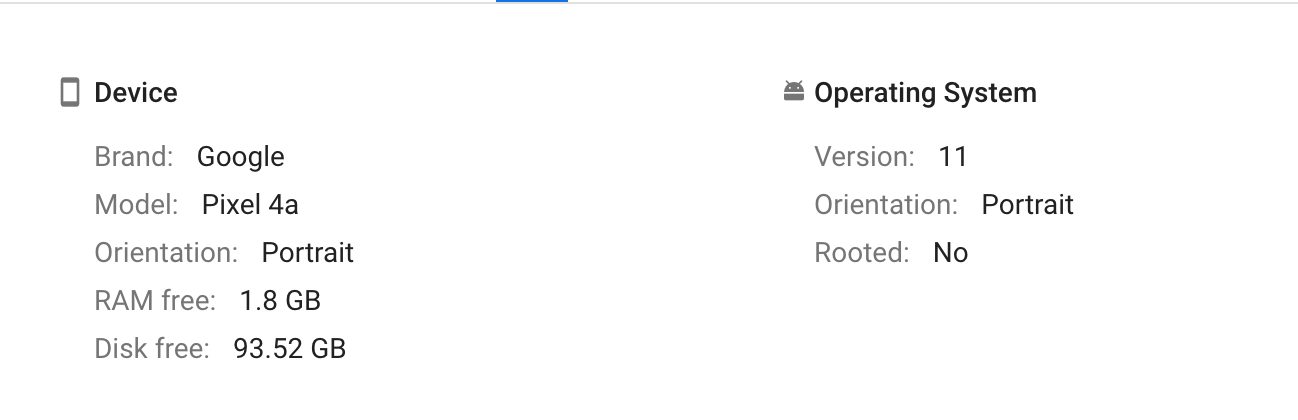 Device
Brand: Google
Model: Pixel 4a
Orientation: Portrait
RAM free: 1.8 GB
Disk free: 93.52 GB
Operating System
Version: 11
Orientation: Portrait
Rooted: No